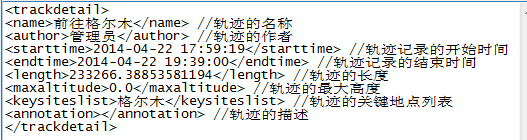 <trackdetail>
<name>前往格尔木</name> //轨迹的名称
<author>管理员</author> //轨迹的作者
<starttime>2014-04-22 17:59:19</starttime> //轨迹记录的开始时间
<endtime>2014-04-22 19:39:00</endtime> //轨迹记录的结束时间
<length>233266.38853581194</length> //轨迹的长度
<maxaltitude>0.0</maxaltitude> //轨迹的最大高度
<keysiteslist>格尔木</keysiteslist> //轨迹的关键地点列表
<annotation></annotation> //轨迹的描述
</trackdetail>